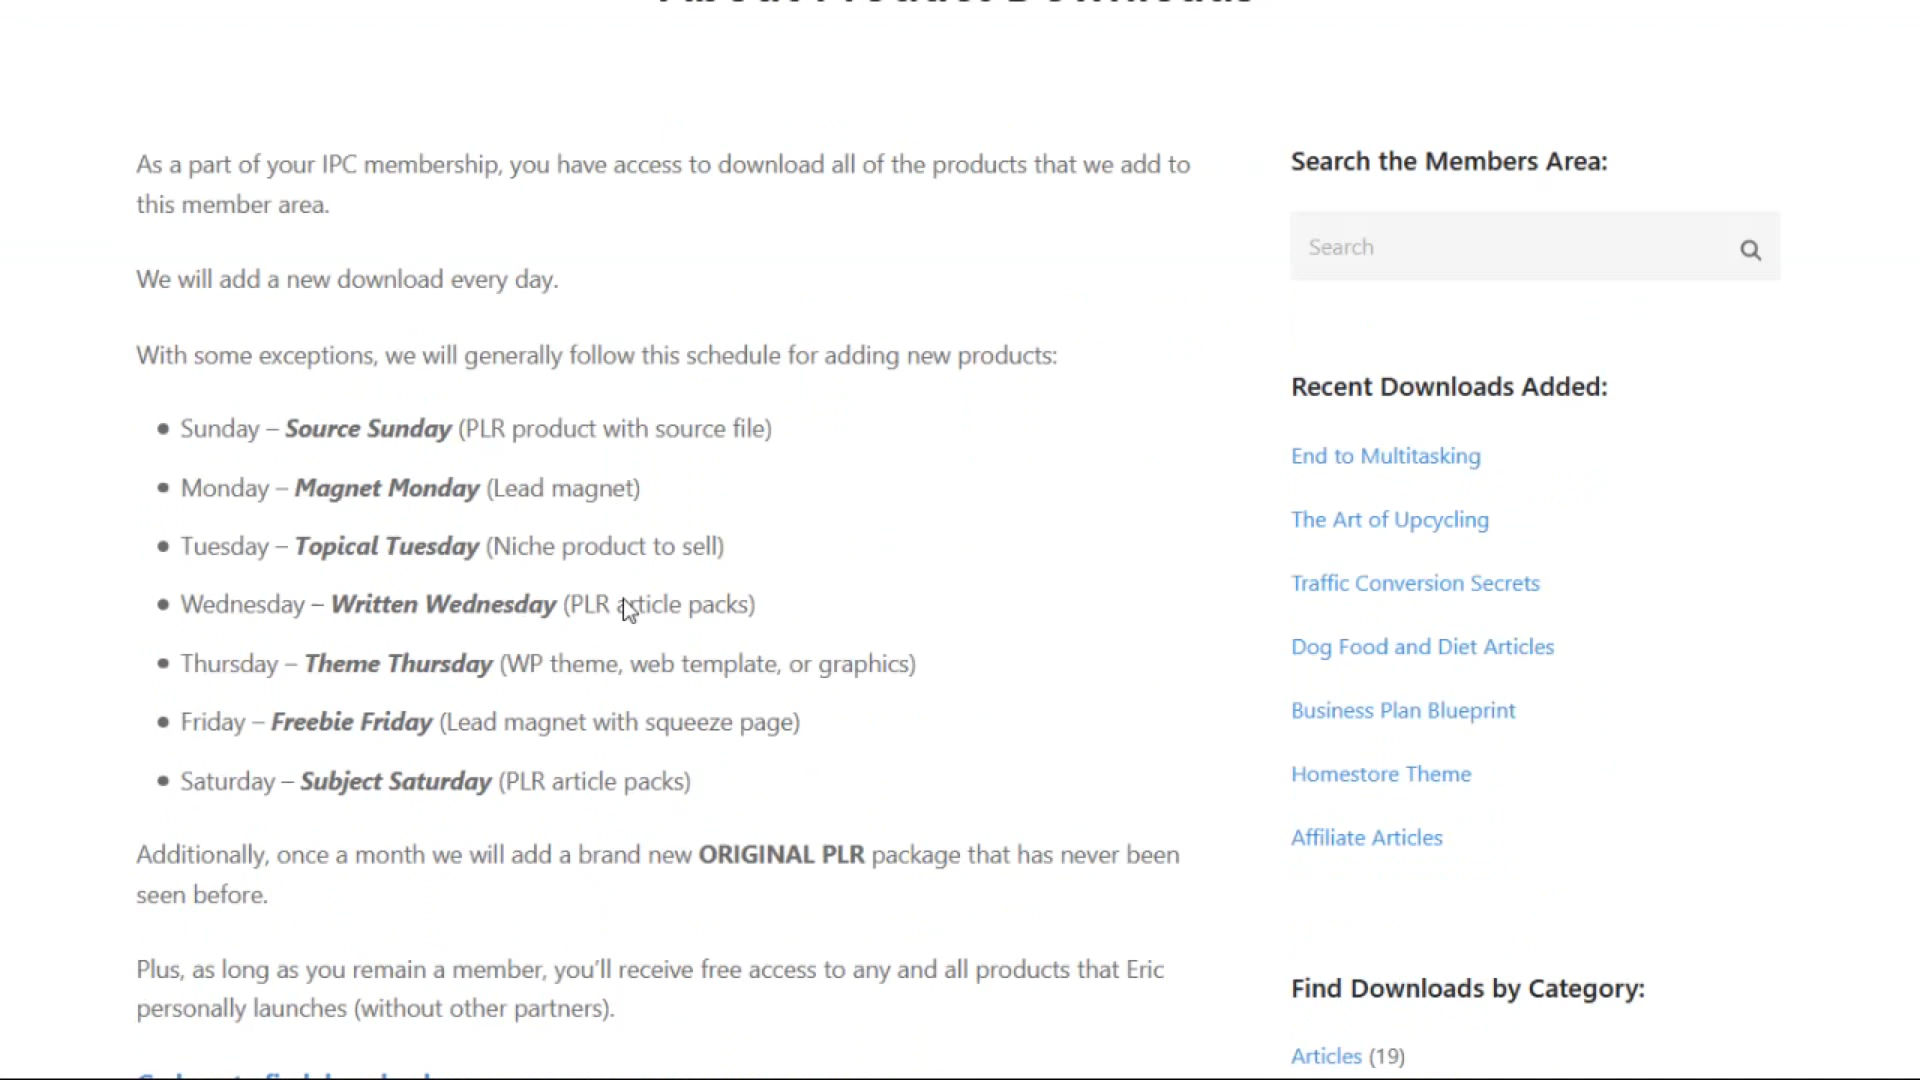 About Product Downloads
As a part of your IPC membership, you have access to download all of the products that we add to
this member area.
We will add a new download every day.
With some exceptions, we will generally follow this schedule for adding new products:
Sunday – Source Sunday (PLR product with source file)
Monday – Magnet Monday (Lead magnet)
Tuesday – Topical Tuesday (Niche product to sell)
Wednesday – Written Wednesday (PLR article packs)
Thursday – Theme Thursday (WP theme, web template, or graphics)
Friday – Freebie Friday (Lead magnet with squeeze page)
Saturday – Subject Saturday (PLR article packs)
Additionally, once a month we will add a brand new ORIGINAL PLR package that has never been
seen before.
Plus, as long as you remain a member, you’ll receive free access to any and all products that Eric
personally launches (without other partners).
Search the Members Area:
Search
Recent Downloads Added:
End to Multitasking
The Art of Upcycling
Traffic Conversion Secrets
Dog Food and Diet Articles
Business Plan Blueprint
Homestore Theme
Affiliate Articles
Find Downloads by Category:
Articles (19)